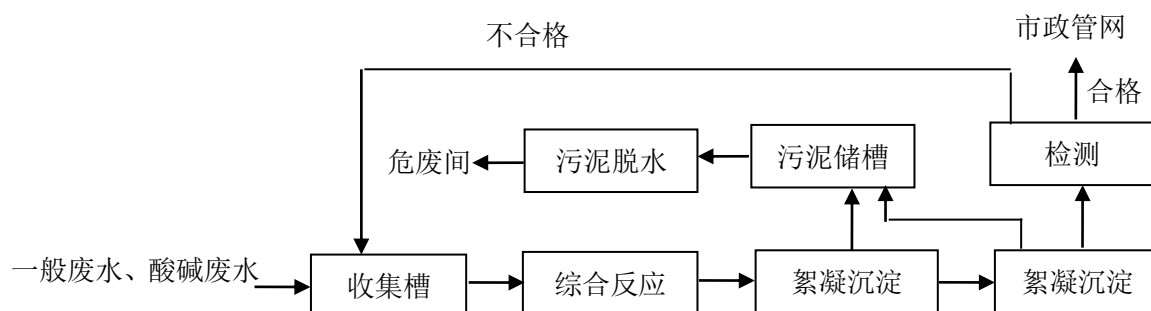 不合格
市政管网
合格
危废间
污泥脱水
污泥储槽
检测
一般废水、酸碱废水
收集槽
综合反应
絮凝沉淀
絮凝沉淀